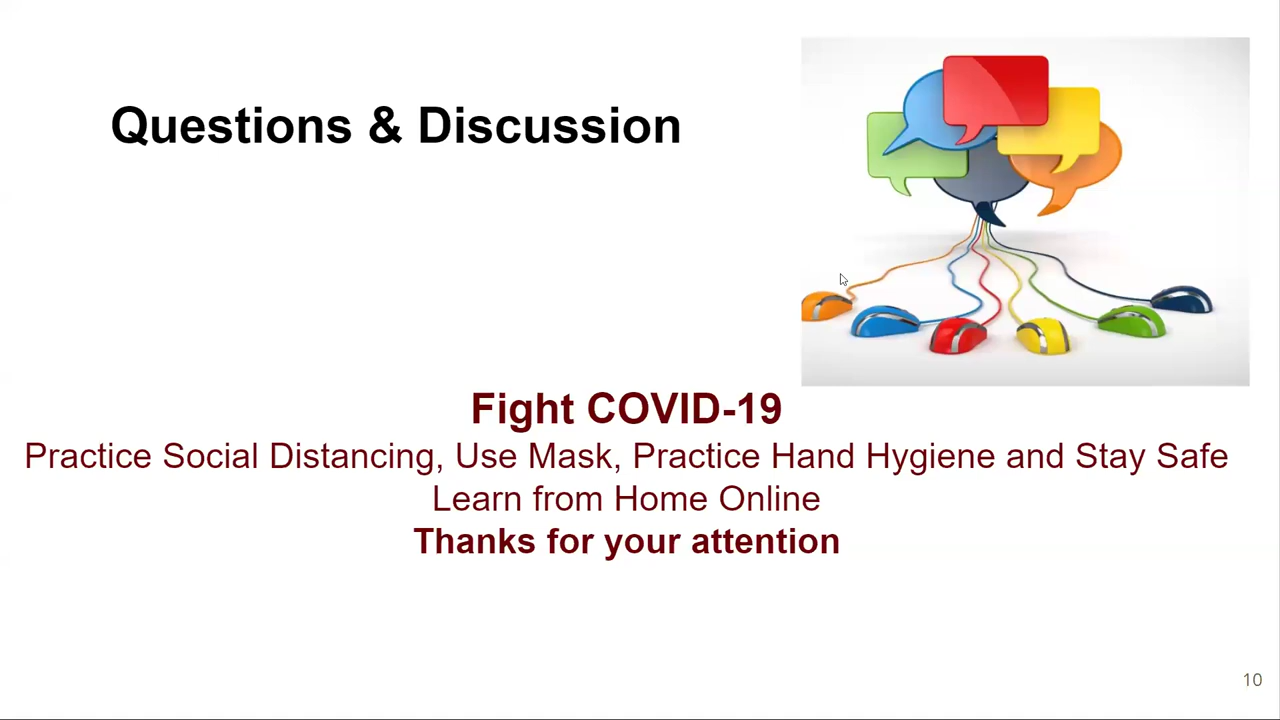 Questions & Discussion
Fight COVID-19
Practice Social Distancing, Use Mask, Practice Hand Hygiene and Stay Safe
Learn from Home Online
Thanks for your attention
10